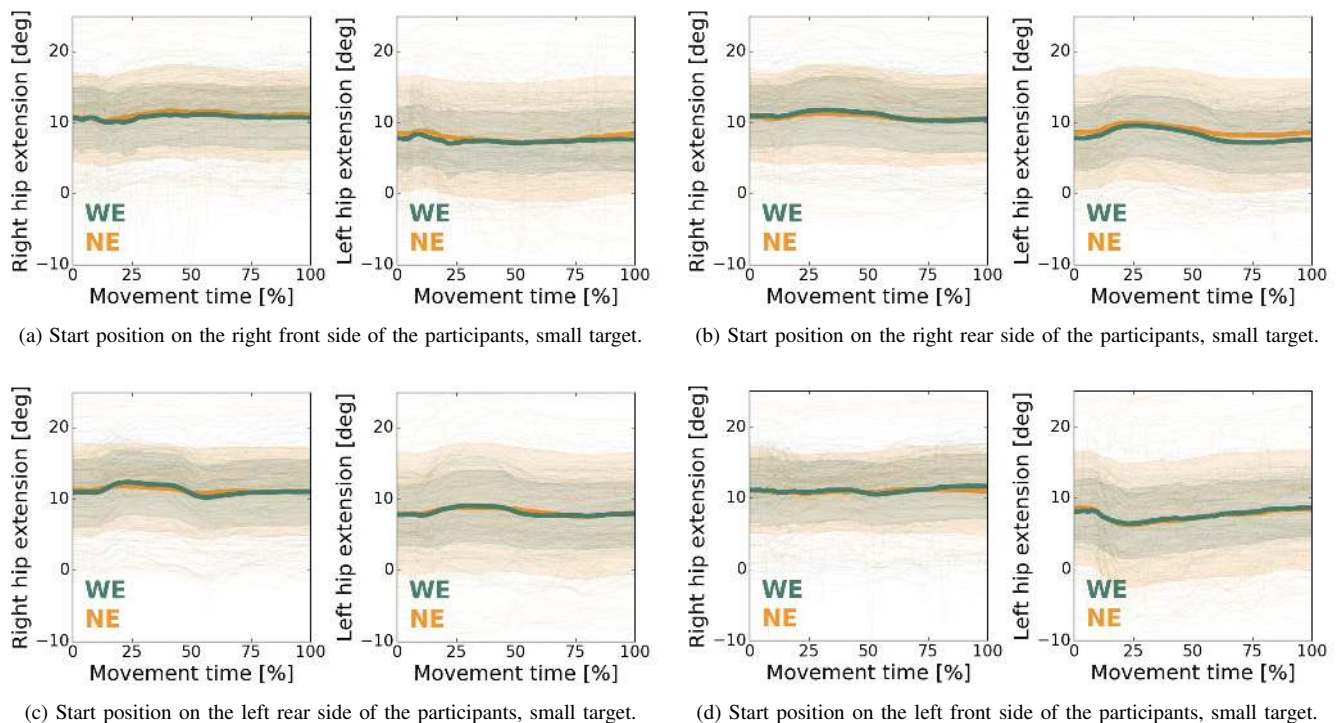 Right hip extension [deg]
20
10
0
−10
WE
NE
0 25 50 75 100
Movement time [%]
Left hip extension [deg]
20
10
0
−10
WE
NE
0 25 50 75 100
Movement time [%]
(a) Start position on the right front side of the participants, small target.
Right hip extension [deg]
20
10
0
−10
WE
NE
0 25 50 75 100
Movement time [%]
Left hip extension [deg]
20
10
0
−10
WE
NE
0 25 50 75 100
Movement time [%]
(b) Start position on the right rear side of the participants, small target.
Right hip extension [deg]
20
10
0
−10
WE
NE
0 25 50 75 100
Movement time [%]
Left hip extension [deg]
20
10
0
−10
WE
NE
0 25 50 75 100
Movement time [%]
(c) Start position on the left rear side of the participants, small target.
Right hip extension [deg]
20
10
0
−10
WE
NE
0 25 50 75 100
Movement time [%]
Left hip extension [deg]
20
10
0
−10
WE
NE
0 25 50 75 100
Movement time [%]
(d) Start position on the left front side of the participants, small target.